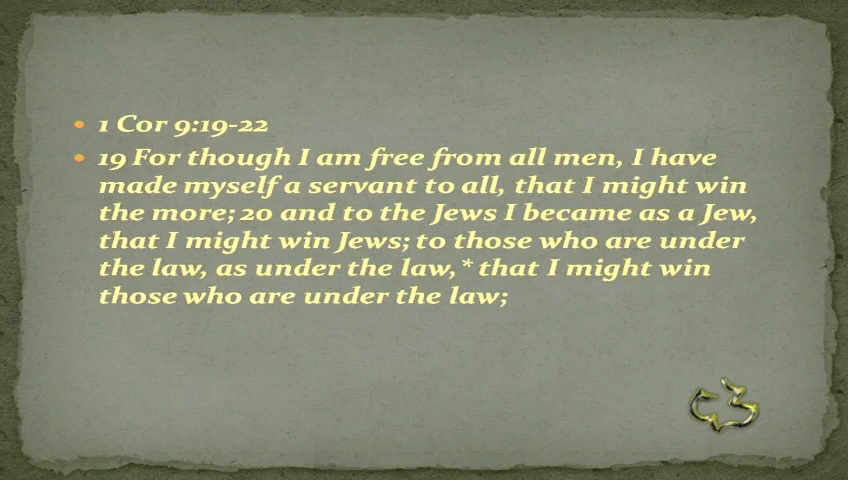 1 Cor 9:19-22
19 For though I am free from all men, I have
made myself a servant to all, that I might win
the more; 20 and to the Jews I became as a Jew,
that I might win Jews; to those who are under
the law, as under the law,* that I might win
those who are under the law;